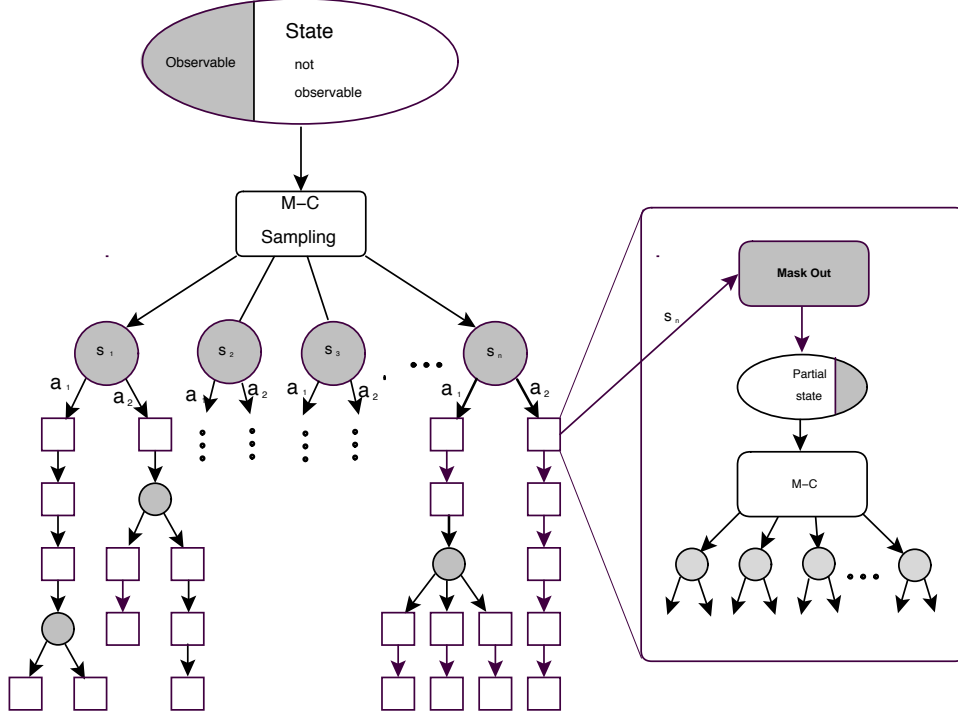 State
Observable
not
observable
M–C
Sampling
Mask Out
s n
s 1
s 2
s 3
s n
Partial
state
a 1
a 2
a 1
a 2
a 1
a 2
a 1
a 2
M–C